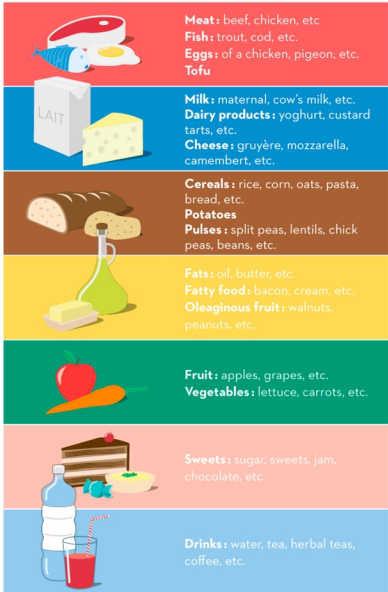 Meat: beef, chicken, etc
Fish: trout, cod, etc.
Eggs: of a chicken, pigeon, etc.
Tofu
LAIT
Milk: maternal, cow's milk, etc.
Dairy products: yoghurt, custard
tarts, etc.
Cheese: gruyère, mozzarella,
camembert, etc.
Cereals: rice, corn, oats, pasta,
bread, etc.
Potatoes
Pulses: split peas, lentils, chick
peas, beans, etc.
Fats: oil, butter, etc.
Fatty food: bacon, cream, etc.
Oleaginous fruit: walnuts,
peanuts, etc.
Fruit: apples, grapes, etc.
Vegetables: lettuce, carrots, etc.
Sweets: sugar, sweets, jam,
chocolate, etc.
Drinks: water, tea, herbal teas,
coffee, etc.